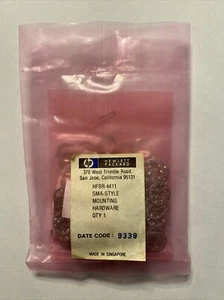 hp
HEWLETT
PACKARD
370 West Trimble Road
San Jose, California 95131
HFBR-4411
SMA-STYLE
MOUNTING
HARDWARE
QTY 1
DATE CODE: 9339
MADE IN SINGAPORE